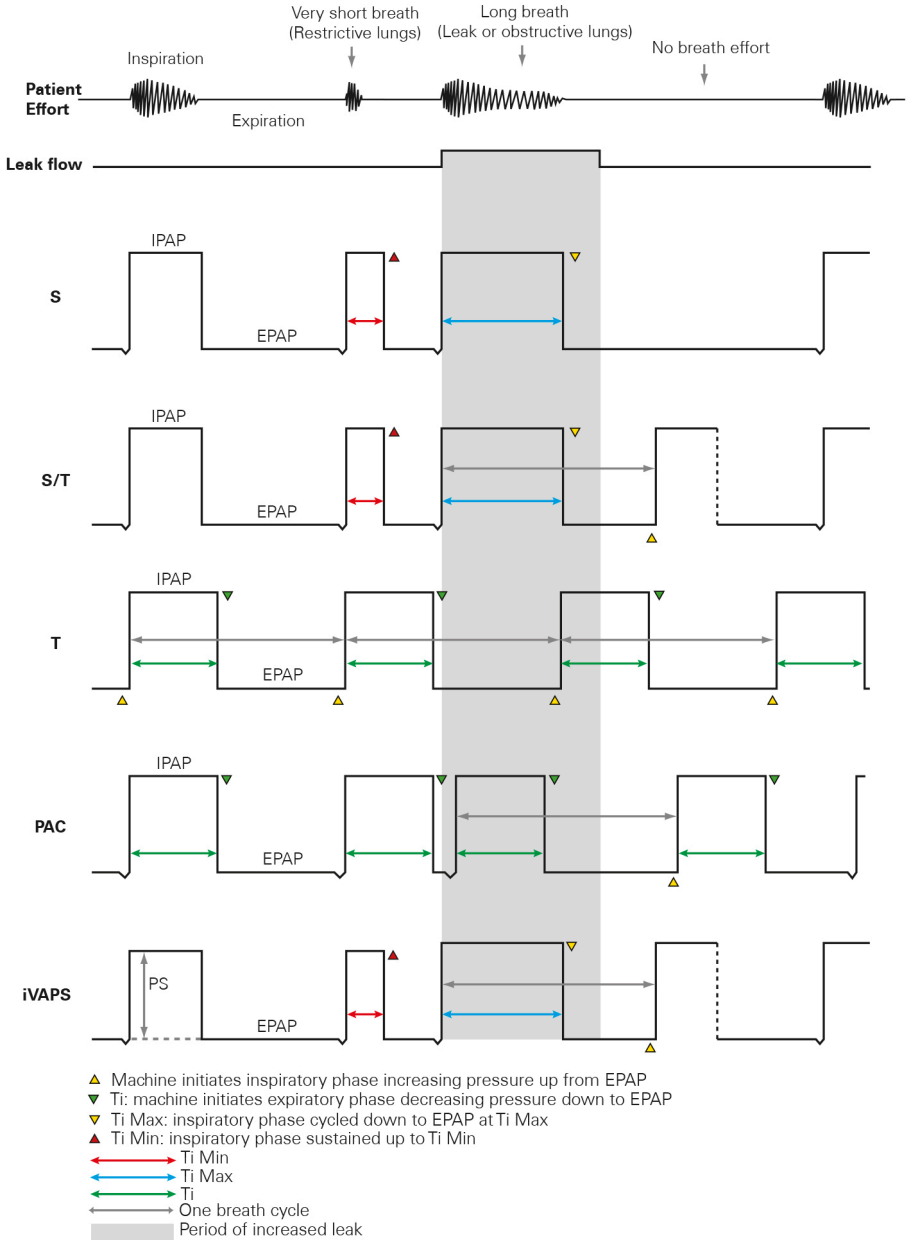 Very short breath
(Restrictive lungs)
Long breath
(Leak or obstructive lungs)
No breath effort
Inspiration
Patient
Effort
Expiration
Leak flow
IPAP
S
EPAP
IPAP
S/T
EPAP
IPAP
T
EPAP
IPAP
PAC
EPAP
PS
iVAPS
EPAP
Machine initiates inspiratory phase increasing pressure up from EPAP
Ti: machine initiates expiratory phase decreasing pressure down to EPAP
Ti Max: inspiratory phase cycled down to EPAP at Ti Max
Ti Min: inspiratory phase sustained up to Ti Min
Ti Min
Ti Max
Ti
One breath cycle
Period of increased leak